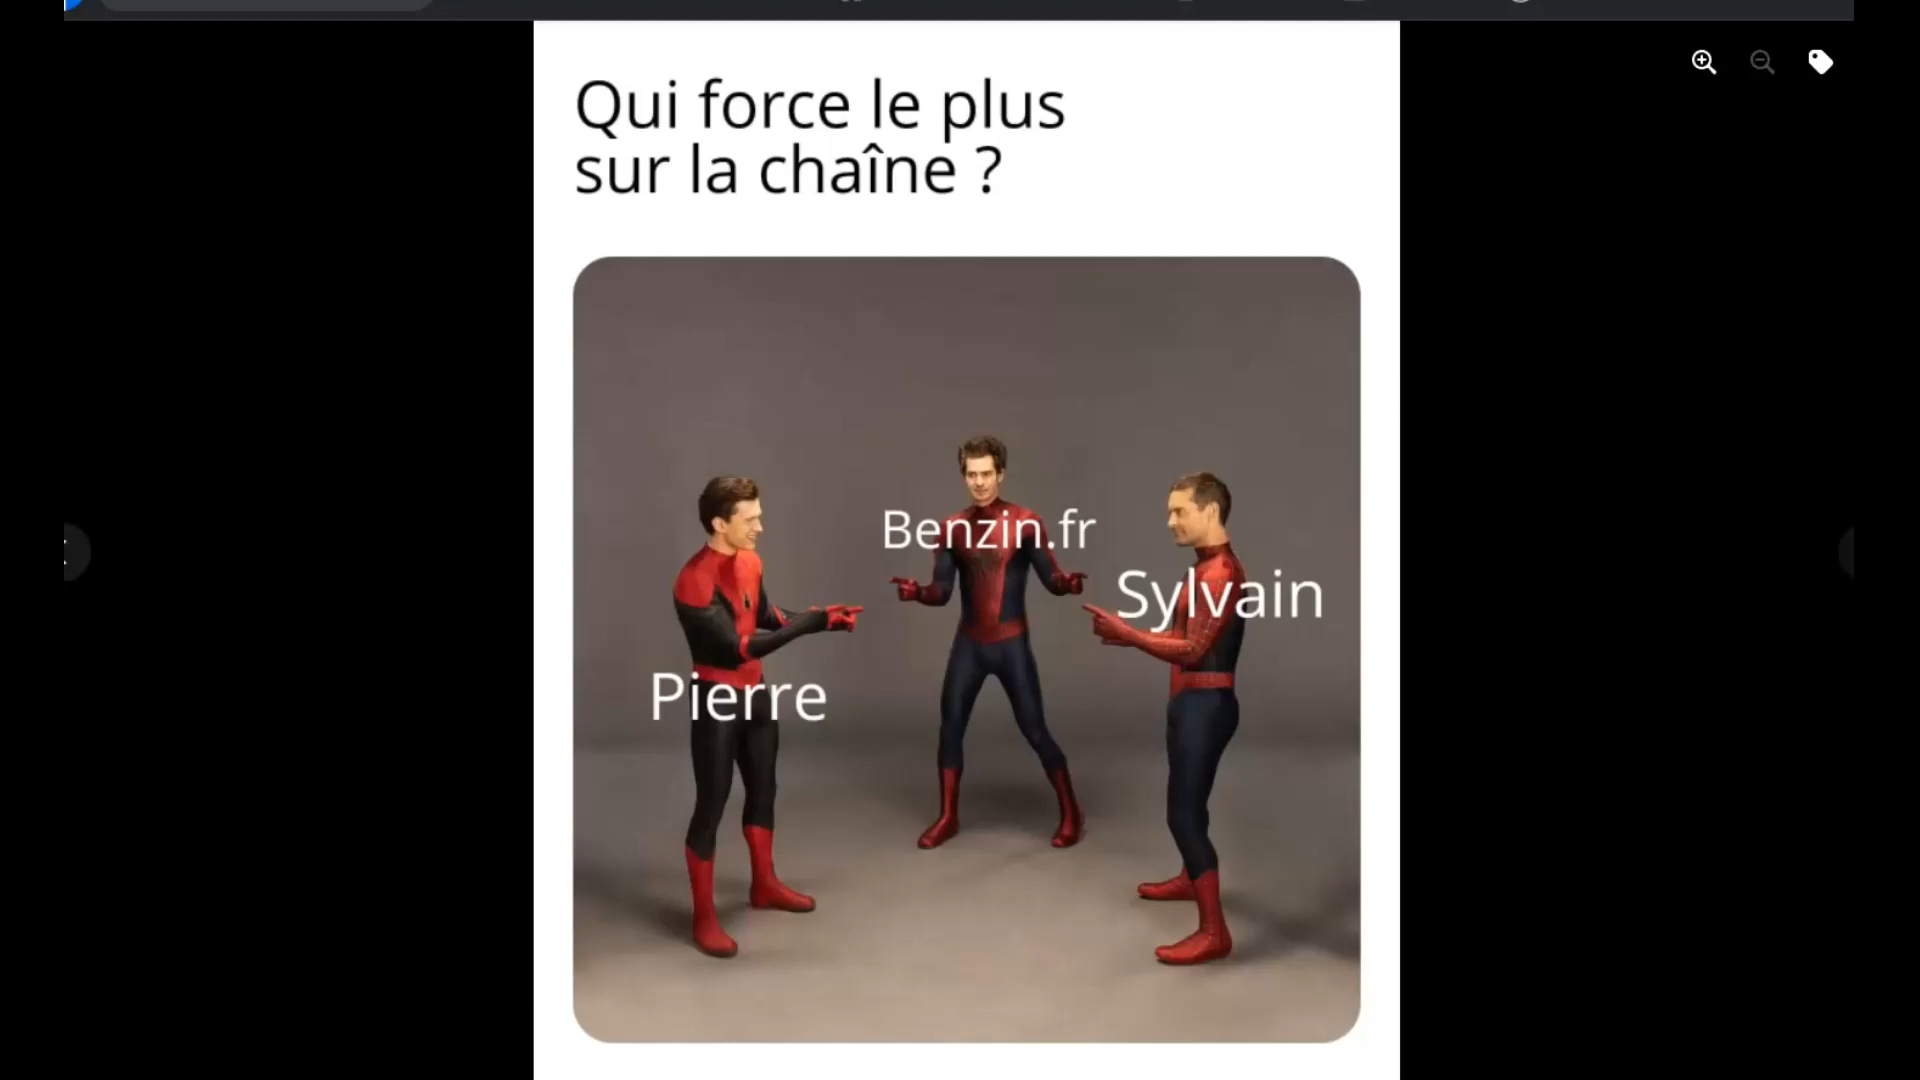 Qui force le plus
sur la chaîne ?
Benzin.fr
Sylvain
Pierre